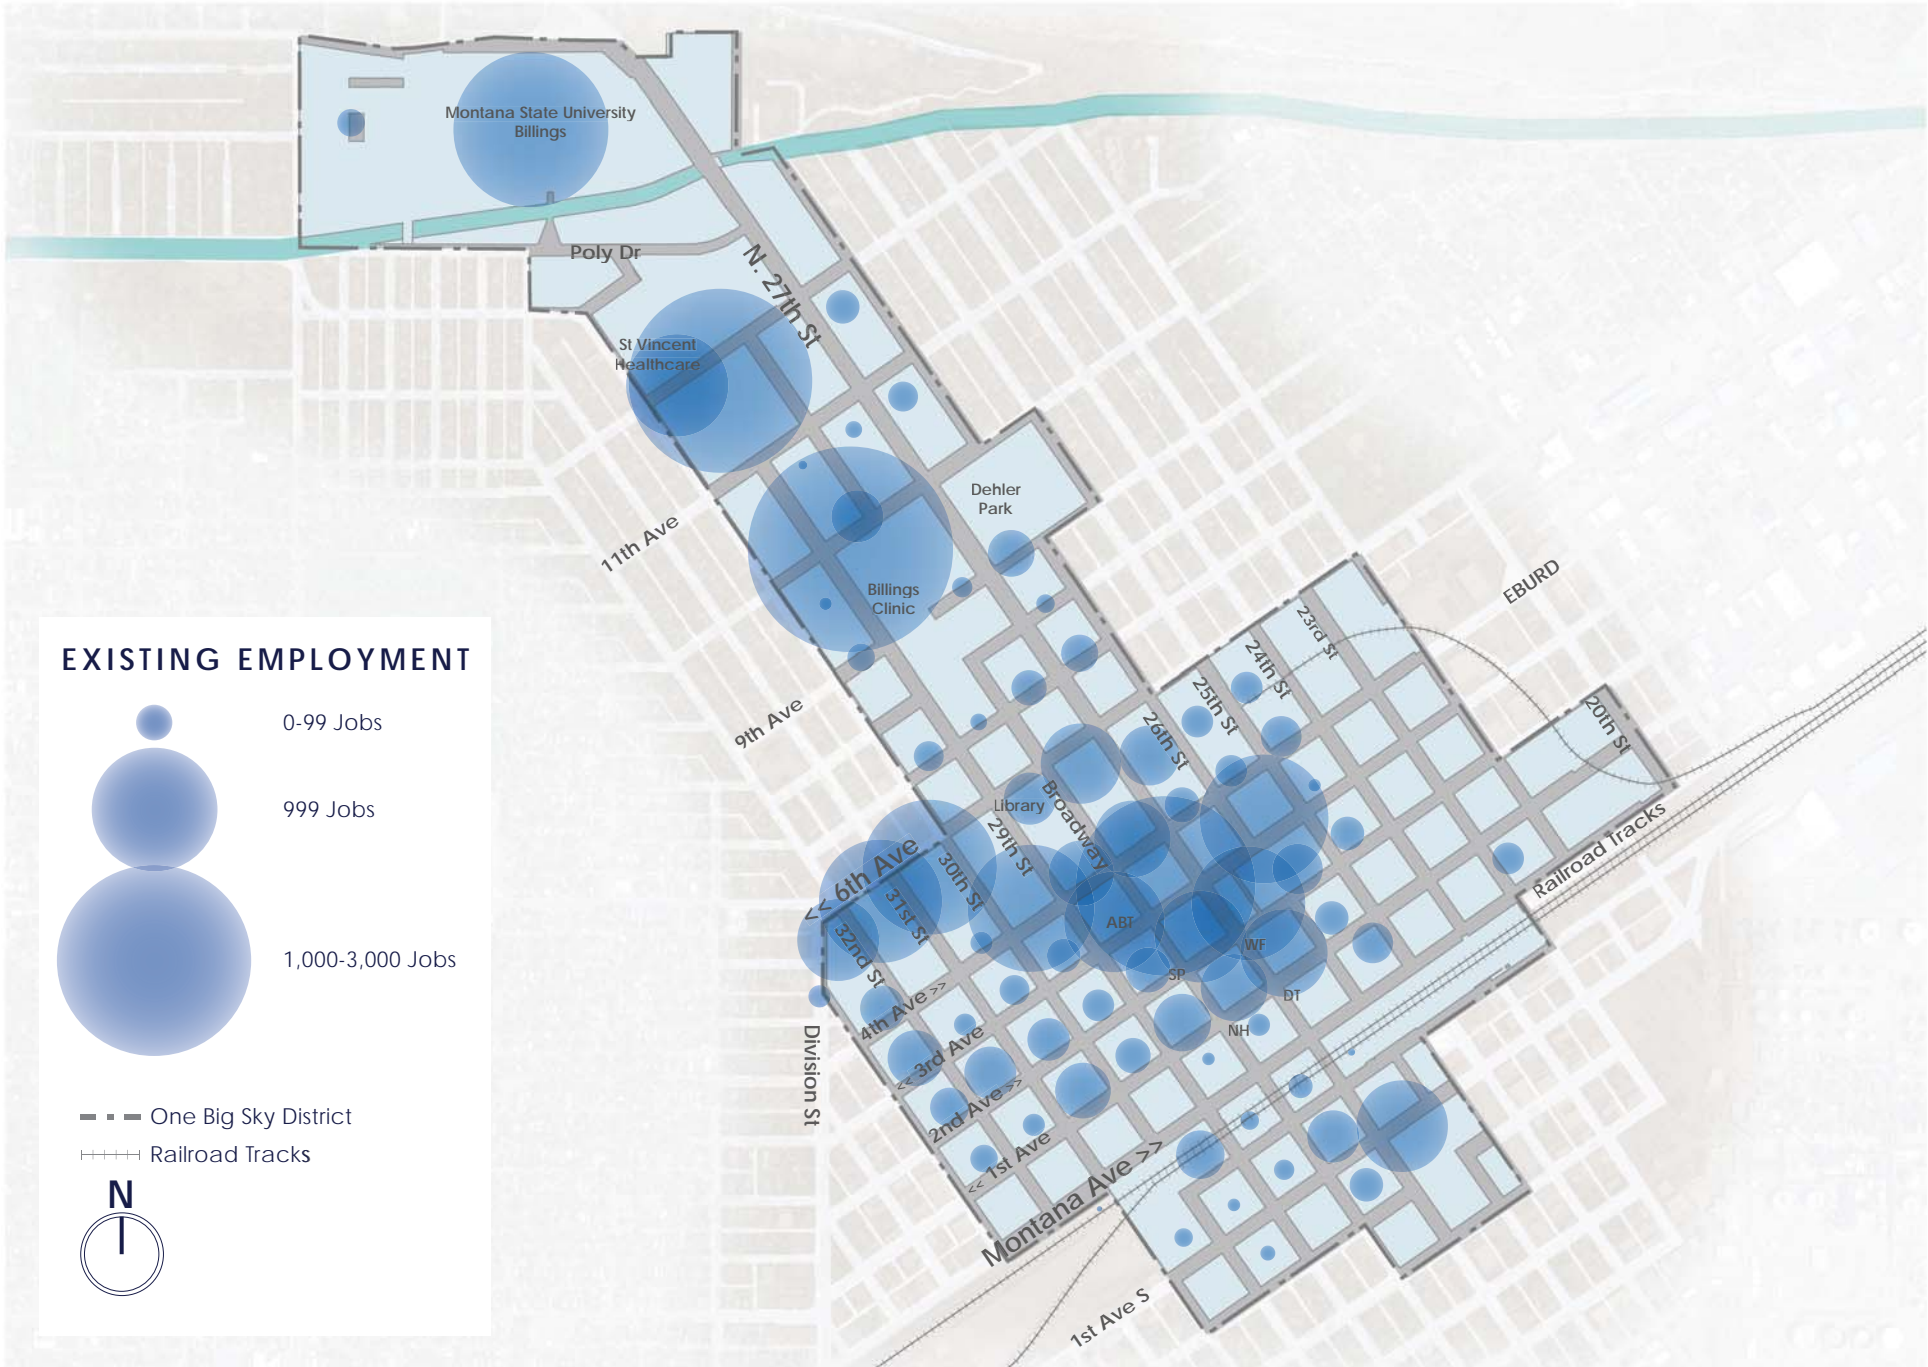 Montana State University
Billings
Poly Dr
N. 27th St
St Vincent
Healthcare
Dehler
Park
11th Ave
Billings
Clinic
EBURD
23rd St
24th St
25th St
26th St
20th St
9th Ave
Library
Broadway
29th St
30th St
<< 6th Ave
31st St
32nd St
ABT
WF
SP
DT
NH
Railroad Tracks
4th Ave >>
<< 3rd Ave
2nd Ave >>
<< 1st Ave
Division St
Montana Ave >>
1st Ave S
EXISTING EMPLOYMENT
0-99 Jobs
999 Jobs
1,000-3,000 Jobs
One Big Sky District
Railroad Tracks
N